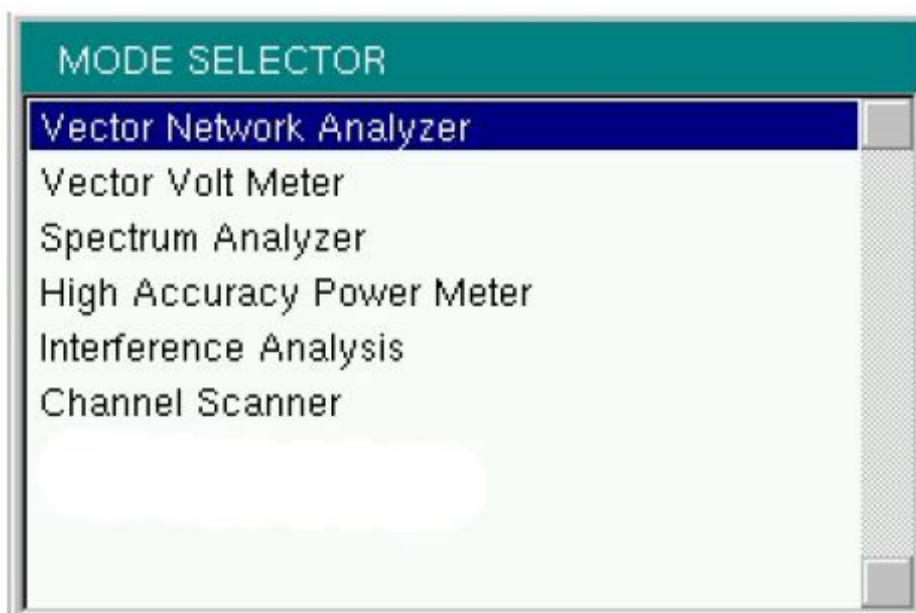 MODE SELECTOR
Vector Network Analyzer
Vector Volt Meter
Spectrum Analyzer
High Accuracy Power Meter
Interference Analysis
Channel Scanner